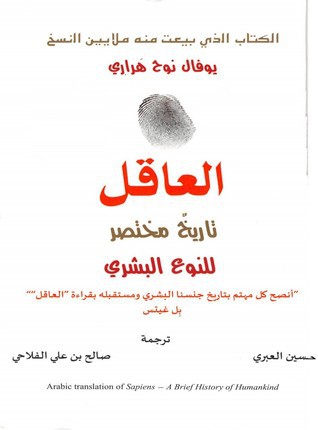 الكتاب الذي بيعت منه ملايين النسخ
يوفال نوح هَراري
العاقل
تاريخٌ مختصر
للنوع البشري
"أنصح كل مهتم بتاريخ جنسنا البشري ومستقبله بقراءة "العاقل""
بِل غيتس
ترجمة
حسين العبري
صالح بن علي الفلاحي
Arabic translation of Sapiens – A Brief History of Humankind